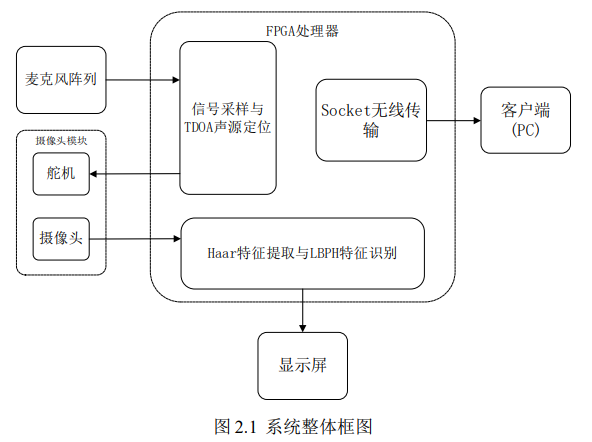 FPGA处理器
麦克风阵列
信号采样与
TDOA声源定位
Socket无线传
输
客户端
(PC)
摄像头模块
舵机
摄像头
Haar特征提取与LBPH特征识别
显示屏
图 2.1 系统整体框图